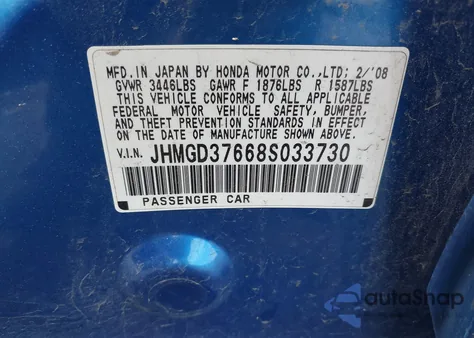 MFD. IN JAPAN BY HONDA MOTOR CO.,LTD; 2/'08
GVWR 3446LBS GAWR F 1876LBS R 1587LBS
THIS VEHICLE CONFORMS TO ALL APPLICABLE
FEDERAL MOTOR VEHICLE SAFETY, BUMPER,
AND THEFT PREVENTION STANDARDS IN EFFECT
ON THE DATE OF MANUFACTURE SHOWN ABOVE.
V.I.N. JHMGD37668S033730
PASSENGER CAR
autoSnap